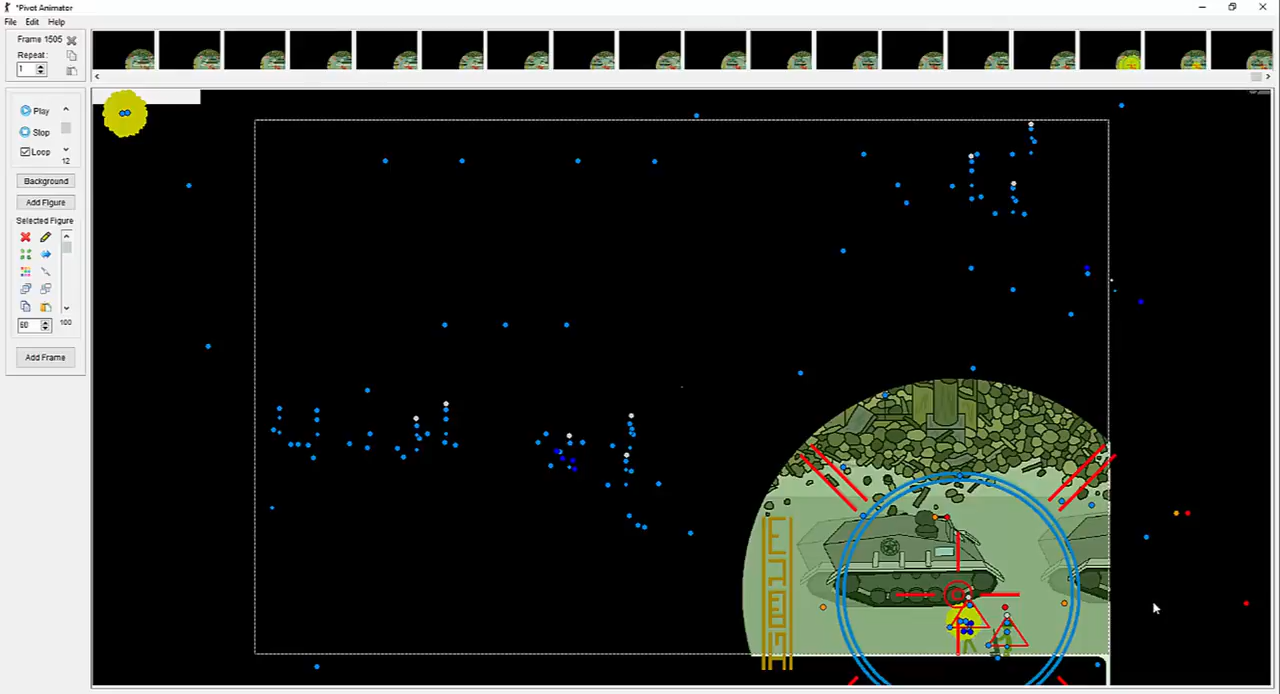 *Pivot Animator
File Edit Help
Frame 1505
Repeat:
1
Play
Stop
Loop
12
Background
Add Figure
Selected Figure
100
Add Frame